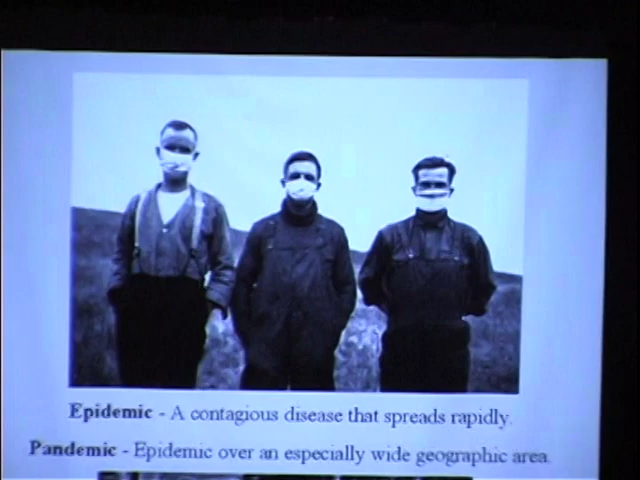 Epidemic - A contagious disease that spreads rapidly.
Pandemic - Epidemic over an especially wide geographic area.